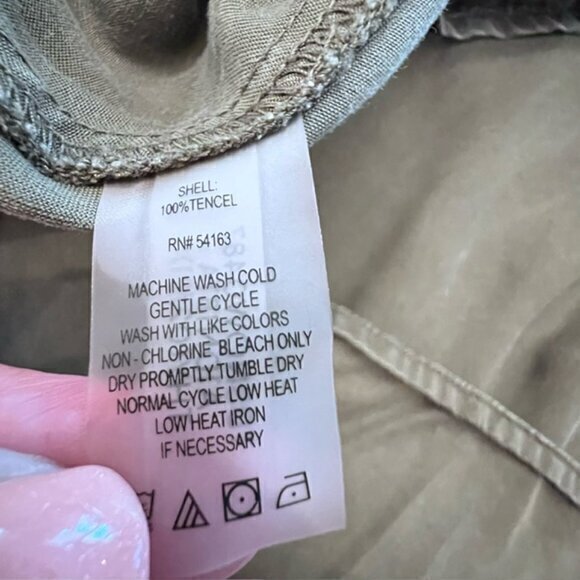 SHELL:
100%TENCEL
RN# 54163
MACHINE WASH COLD
GENTLE CYCLE
WASH WITH LIKE COLORS
NON - CHLORINE BLEACH ONLY
DRY PROMPTLY TUMBLE DRY
NORMAL CYCLE LOW HEAT
LOW HEAT IRON
IF NECESSARY